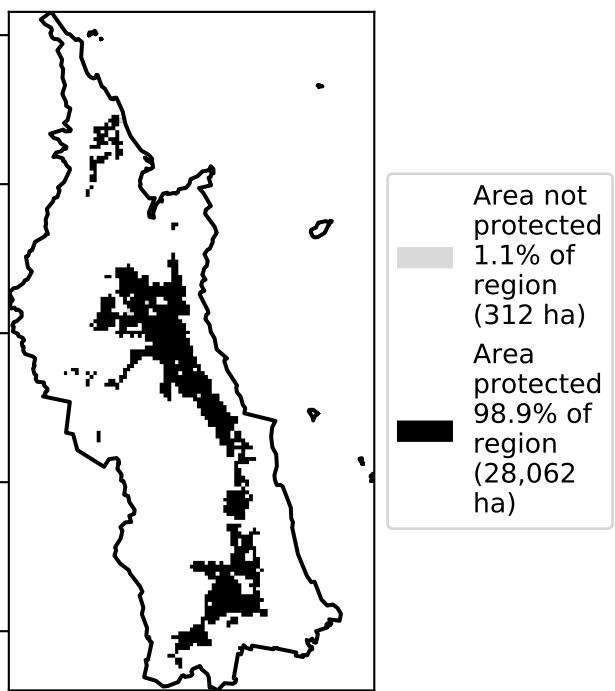 Area not
protected
1.1% of
region
(312 ha)
Area
protected
98.9% of
region
(28,062
ha)